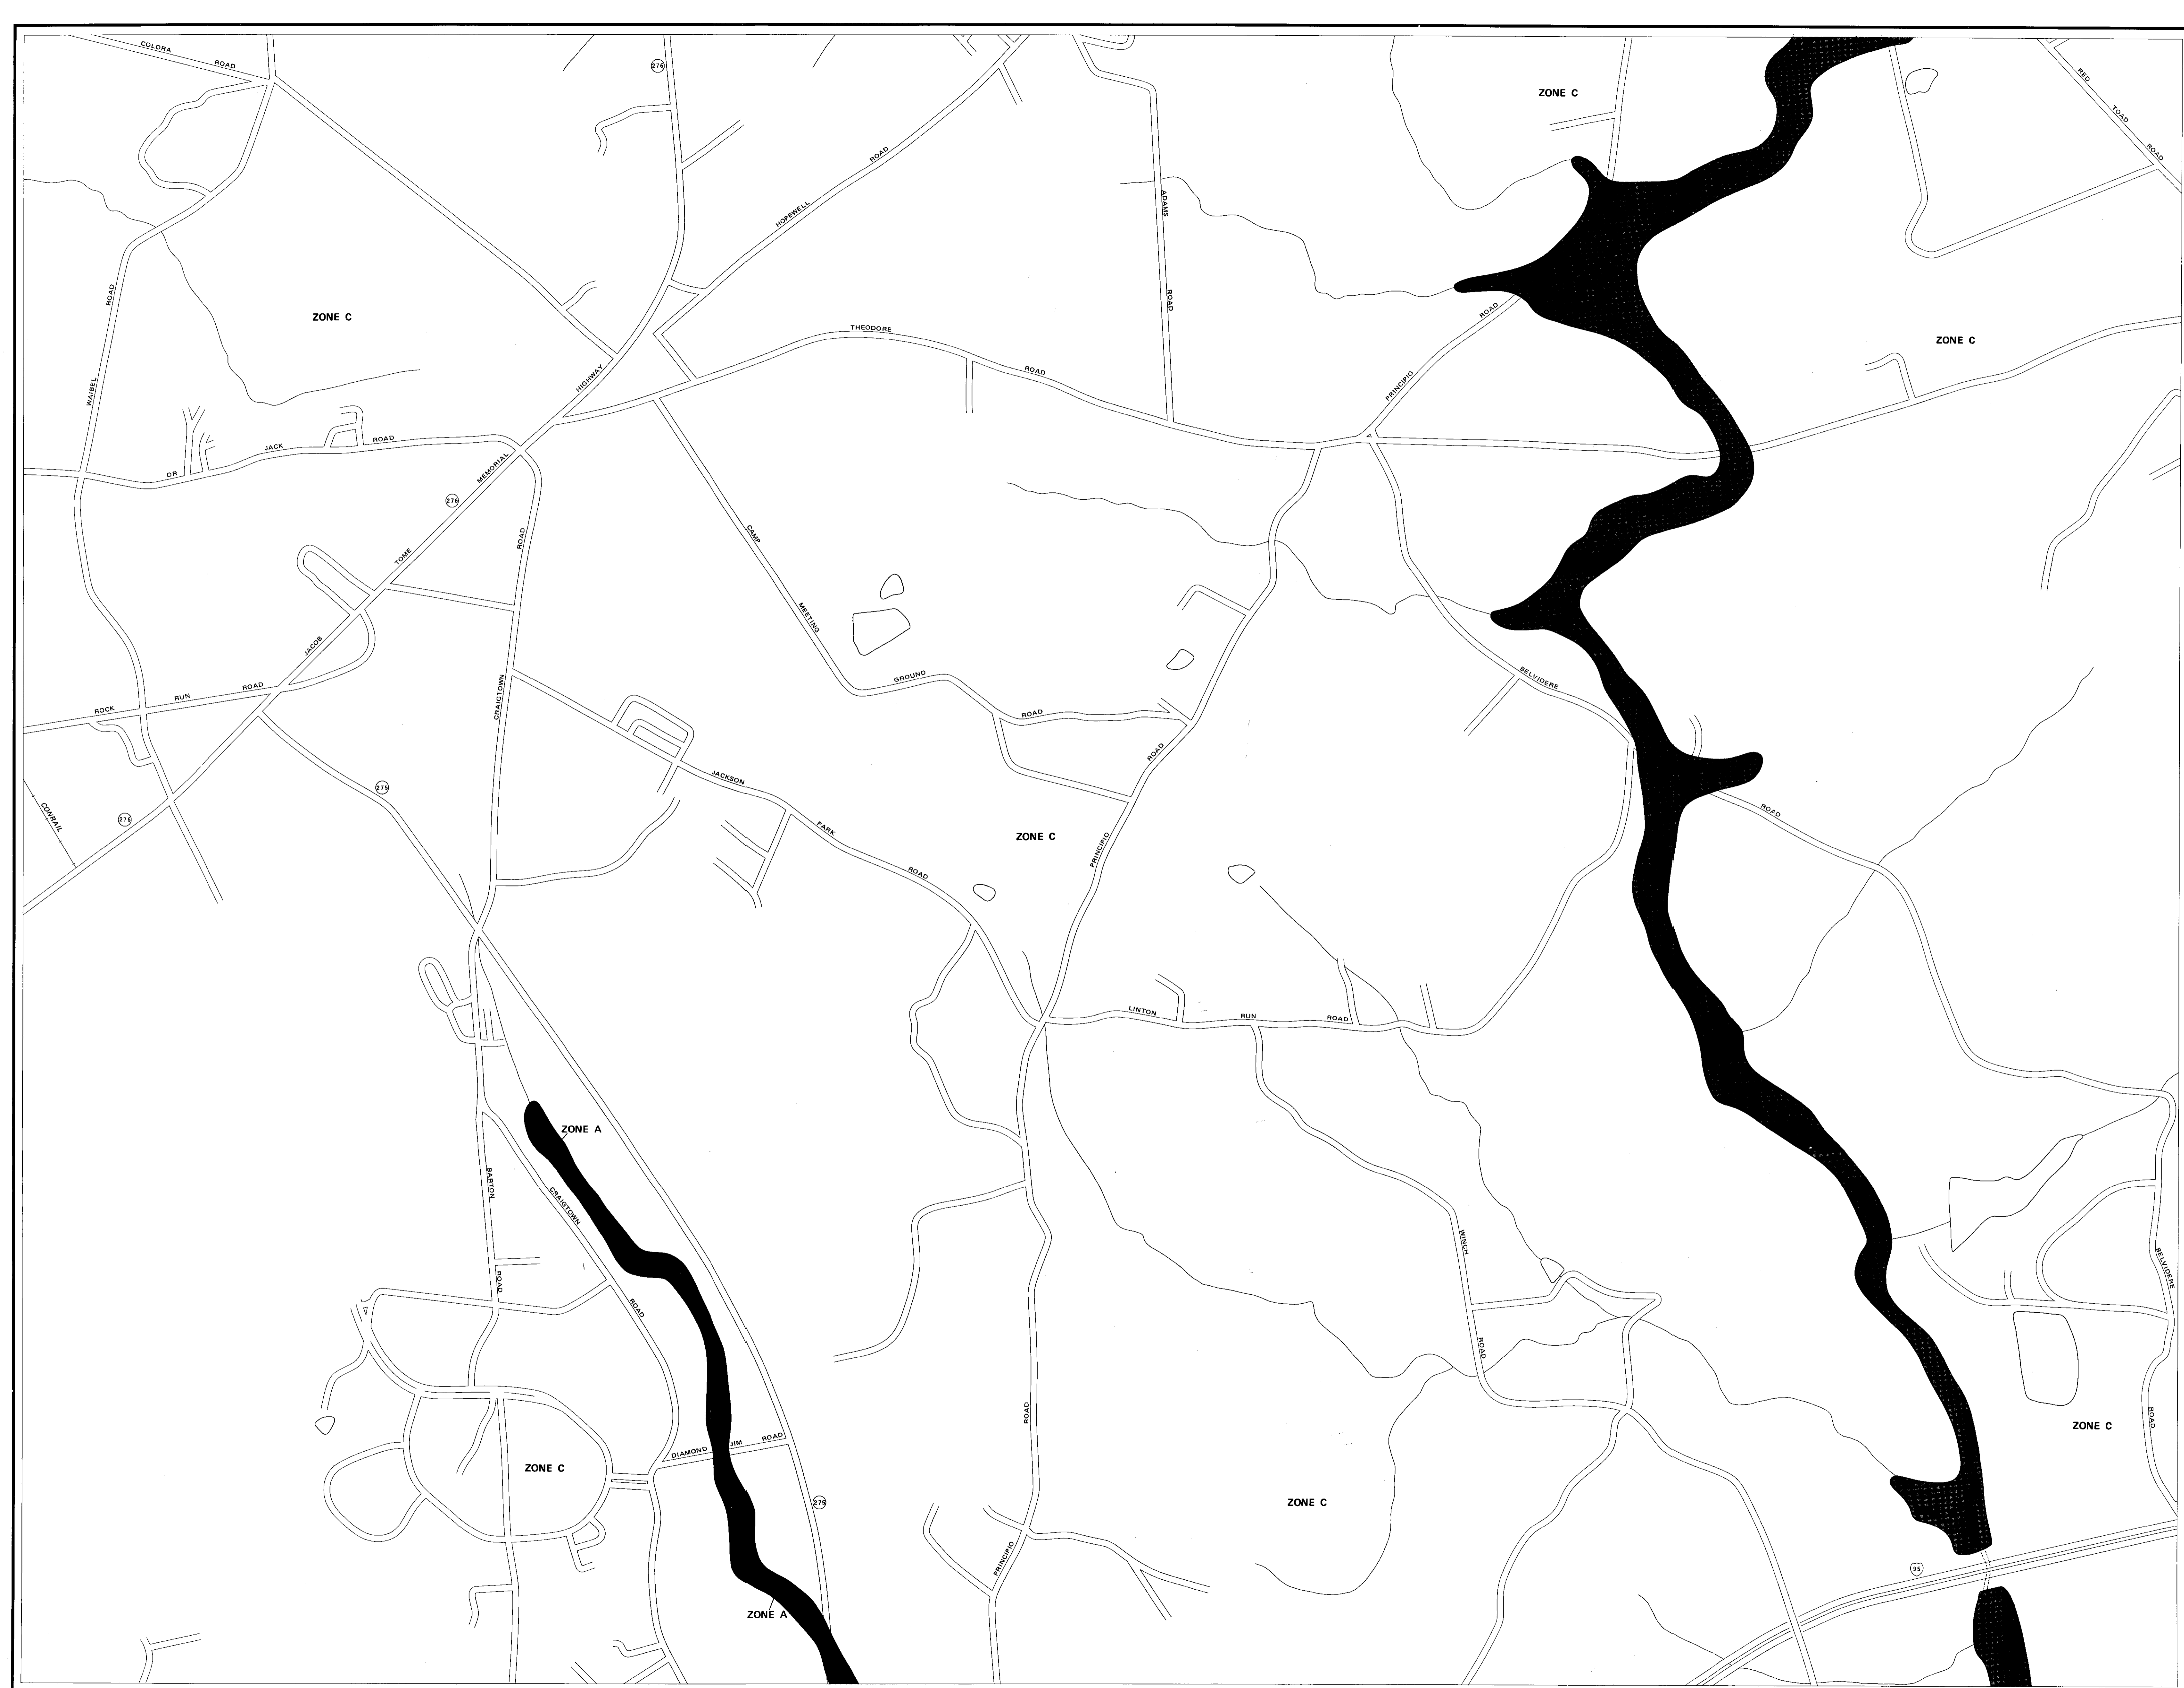 COLORA
ROAD
276
ZONE C
RED
TOAD
ROAD
HOPEWELL
ROAD
ADAMS
ROAD
WAIBEL
ROAD
ZONE C
THEODORE
ROAD
HIGHWAY
PRINCIPIO
ROAD
ZONE C
DR
JACK
ROAD
MEMORIAL
276
TOME
JACOB
ROAD
CRAIGTOWN
CAMP
MEETING
GROUND
ROAD
ROCK
RUN
ROAD
BELVIDERE
ROAD
CONRAIL
276
275
JACKSON
PARK
ROAD
ZONE C
PRINCIPIO
ROAD
LINTON
RUN
ROAD
ZONE A
BARTON
ROAD
CRAIGTOWN
ROAD
WINCH
ROAD
BELVIDERE
ROAD
ZONE C
DIAMOND
JIM
ROAD
ROAD
ZONE C
275
ZONE C
PRINCIPIO
95
ZONE A